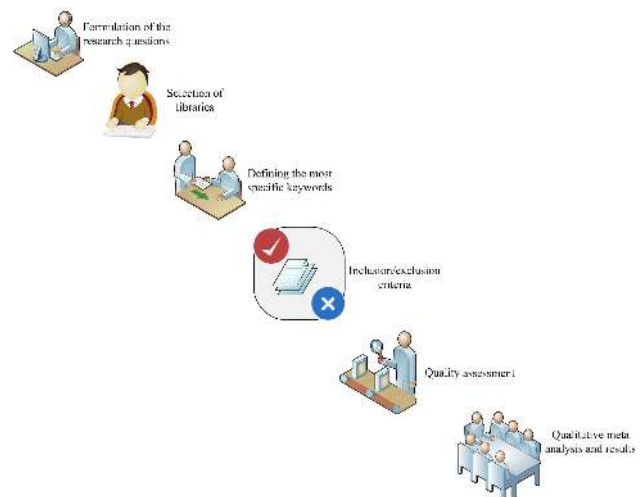 Formulation of the
research questions
Selection of
libraries
Defining the most
specific keywords
Inclusion/exclusion
criteria
Quality assessment
Qualitative meta
analysis and results